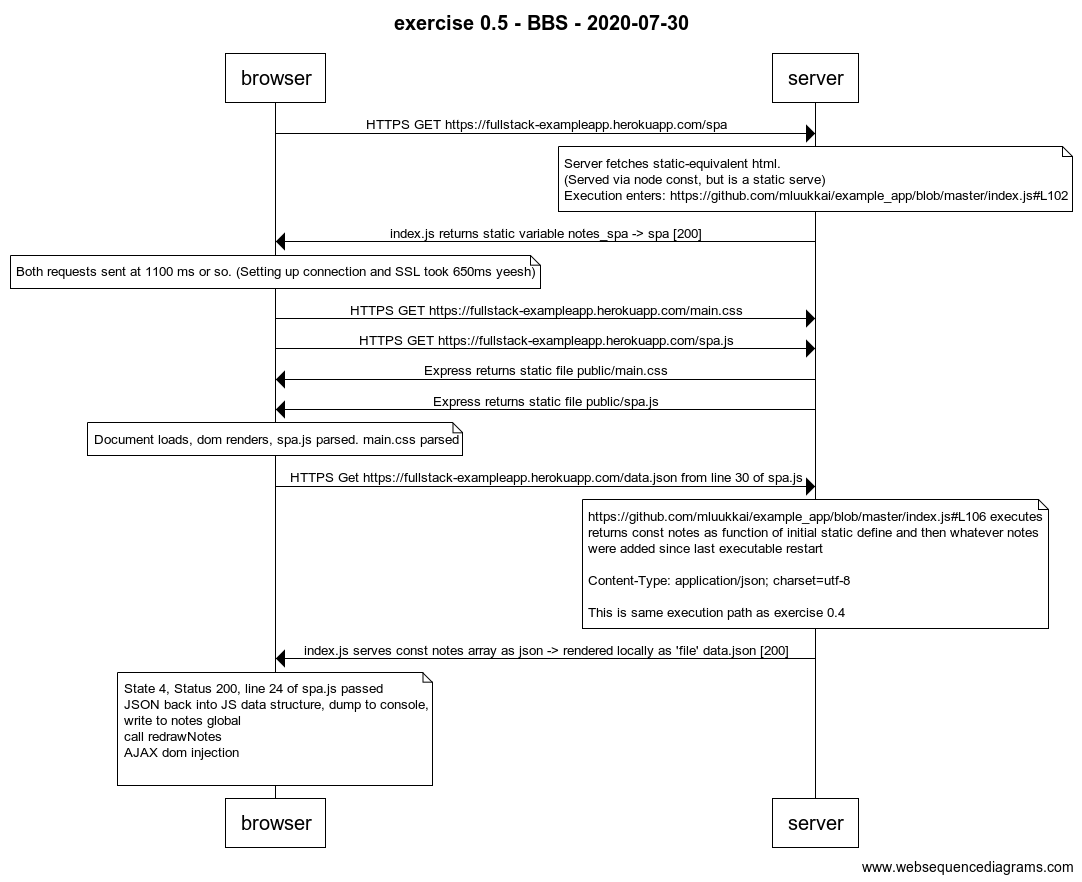 exercise 0.5 - BBS - 2020-07-30
browser
server
HTTPS GET https://fullstack-exampleapp.herokuapp.com/spa
Server fetches static-equivalent html.
(Served via node const, but is a static serve)
Execution enters: https://github.com/mluukkai/example_app/blob/master/index.js#L102
index.js returns static variable notes_spa -> spa [200]
Both requests sent at 1100 ms or so. (Setting up connection and SSL took 650ms yeesh)
HTTPS GET https://fullstack-exampleapp.herokuapp.com/main.css
HTTPS GET https://fullstack-exampleapp.herokuapp.com/spa.js
Express returns static file public/main.css
Express returns static file public/spa.js
Document loads, dom renders, spa.js parsed. main.css parsed
HTTPS Get https://fullstack-exampleapp.herokuapp.com/data.json from line 30 of spa.js
https://github.com/mluukkai/example_app/blob/master/index.js#L106 executes
returns const notes as function of initial static define and then whatever notes
were added since last executable restart
Content-Type: application/json; charset=utf-8
This is same execution path as exercise 0.4
index.js serves const notes array as json -> rendered locally as 'file' data.json [200]
State 4, Status 200, line 24 of spa.js passed
JSON back into JS data structure, dump to console,
write to notes global
call redrawNotes
AJAX dom injection
browser
server
www.websequencediagrams.com